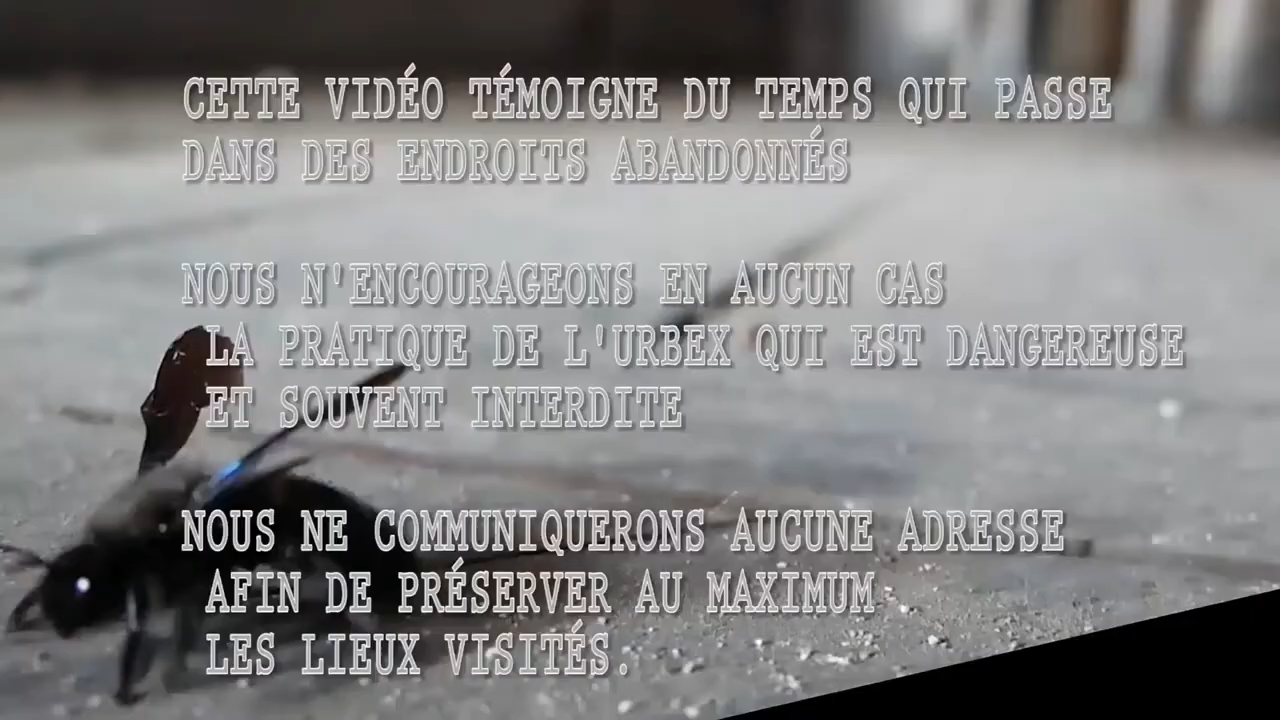 CETTE VIDÉO TÉMOIGNE DU TEMPS QUI PASSE
DANS DES ENDROITS ABANDONNÉS
NOUS N'ENCOURAGEONS EN AUCUN CAS
LA PRATIQUE DE L'URBEX QUI EST DANGEREUSE
ET SOUVENT INTERDITE
NOUS NE COMMUNIQUERONS AUCUNE ADRESSE
AFIN DE PRÉSERVER AU MAXIMUM
LES LIEUX VISITÉS.